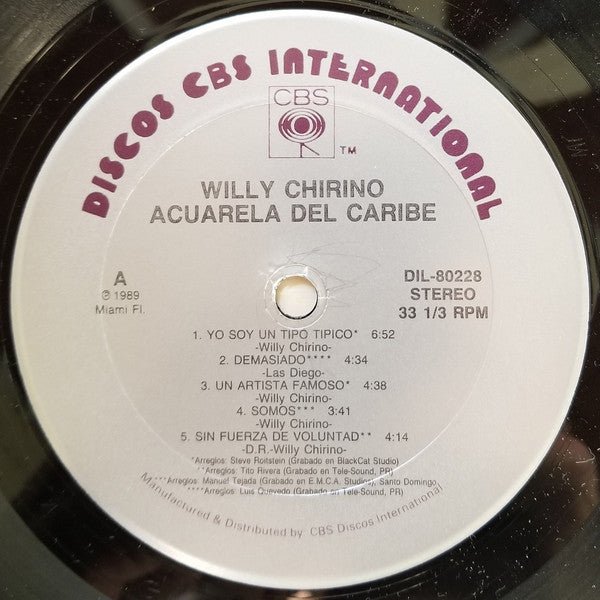 DISCOS CBS INTERNATIONAL
CBS
TM
WILLY CHIRINO
ACUARELA DEL CARIBE
A
℗ 1989
Miami Fl.
DIL-80228
STEREO
33 1/3 RPM
1. YO SOY UN TIPO TIPICO* 6:52
-Willy Chirino-
2. DEMASIADO**** 4:34
-Las Diego-
3. UN ARTISTA FAMOSO* 4:38
-Willy Chirino-
4. SOMOS*** 3:41
-Willy Chirino-
5. SIN FUERZA DE VOLUNTAD** 4:14
-D.R.-Willy Chirino-
*Arreglos: Steve Roitstein (Grabado en BlackCat Studio)
**Arreglos: Tito Rivera (Grabado en Tele-Sound, PR)
***Arreglos: Manuel Tejada (Grabado en E.M.C.A. Studios), Santo Domingo
****Arreglos: Luis Quevedo (Grabado en Tele-Sound, PR)
Manufactured & Distributed by: CBS Discos International